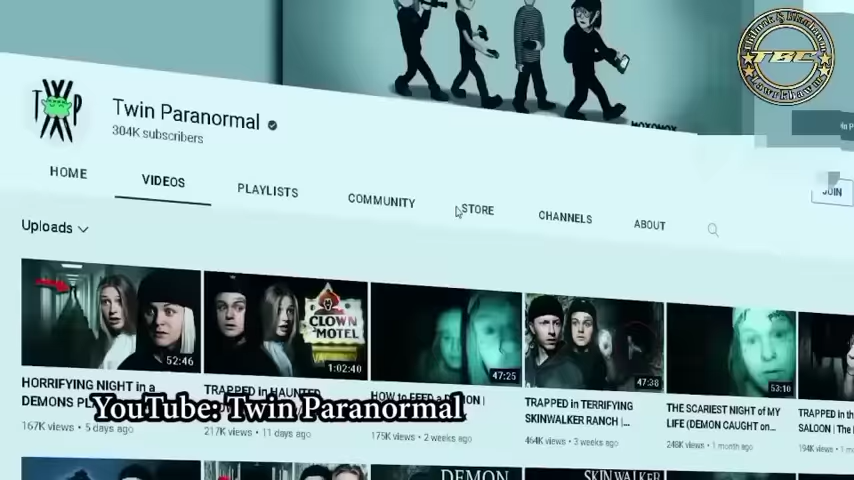 TBC
MOXOMOX
TXP
Twin Paranormal
304K subscribers
JOIN
HOME
VIDEOS
PLAYLISTS
COMMUNITY
STORE
CHANNELS
ABOUT
Uploads
CLOWN
MOTEL
52:46
1:02:40
47:25
47:38
53:10
HORRIFYING NIGHT in a
DEMONS
167K views • 5 days ago
TRAPPED in HAUNTED
217K views • 11 days ago
HOW to FEED a DEMON |
175K views • 2 weeks ago
TRAPPED in TERRIFYING
SKINWALKER RANCH |...
464K views • 3 weeks ago
THE SCARIEST NIGHT of MY
LIFE (DEMON CAUGHT on...
248K views • 1 month ago
TRAPPED in th
SALOON | The
YouTube: Twin Paranormal
DEMON
SKINWALKER